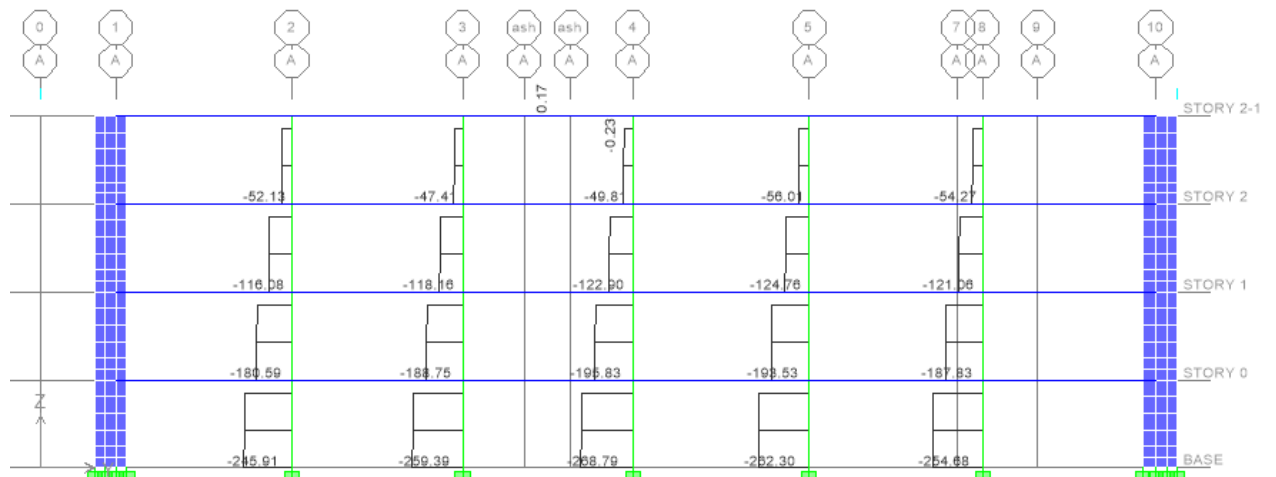 0 1 2 3 ash ash 4 5 7 8 9 10
A A A A A A A A A A A A
0.17
STORY 2-1
-0.23
-52.13 -47.41 -49.81 -56.01 -54.27
STORY 2
-116.08 -118.16 -122.90 -124.76 -121.06
STORY 1
-180.59 -188.75 -195.83 -193.53 -187.83
STORY 0
Z
-245.91 -259.39 -268.79 -262.30 -254.68
BASE